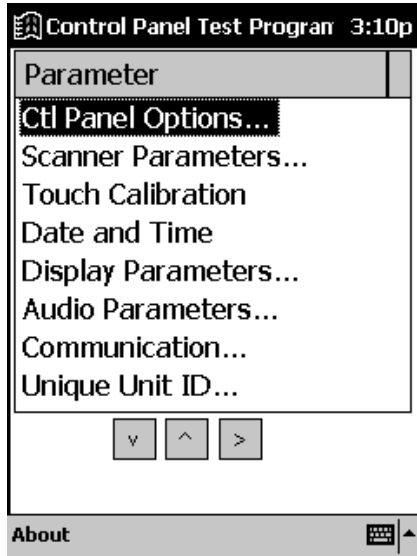 Control Panel Test Program 3:10p
Parameter
Ctl Panel Options...
Scanner Parameters...
Touch Calibration
Date and Time
Display Parameters...
Audio Parameters...
Communication...
Unique Unit ID...
v ^ >
About